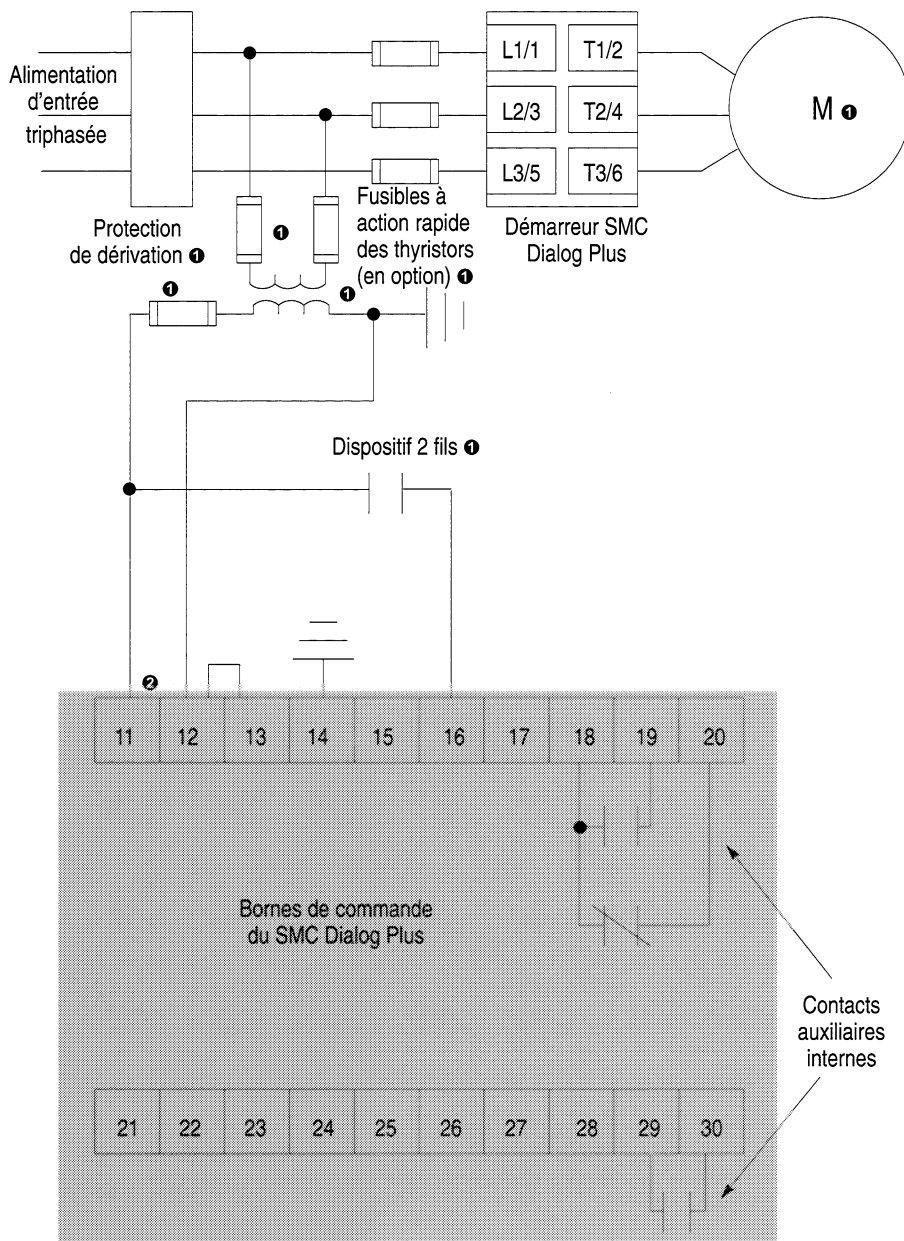 L1/1 T1/2
Alimentation
d'entrée
triphasée
L2/3 T2/4
M ❶
L3/5 T3/6
Protection
de dérivation ❶
❶
Fusibles à
action rapide
des thyristors
(en option) ❶
Démarreur SMC
Dialog Plus
❶
❶
Dispositif 2 fils ❶
❷
11 12 13 14 15 16 17 18 19 20
Bornes de commande
du SMC Dialog Plus
Contacts
auxiliaires
internes
21 22 23 24 25 26 27 28 29 30